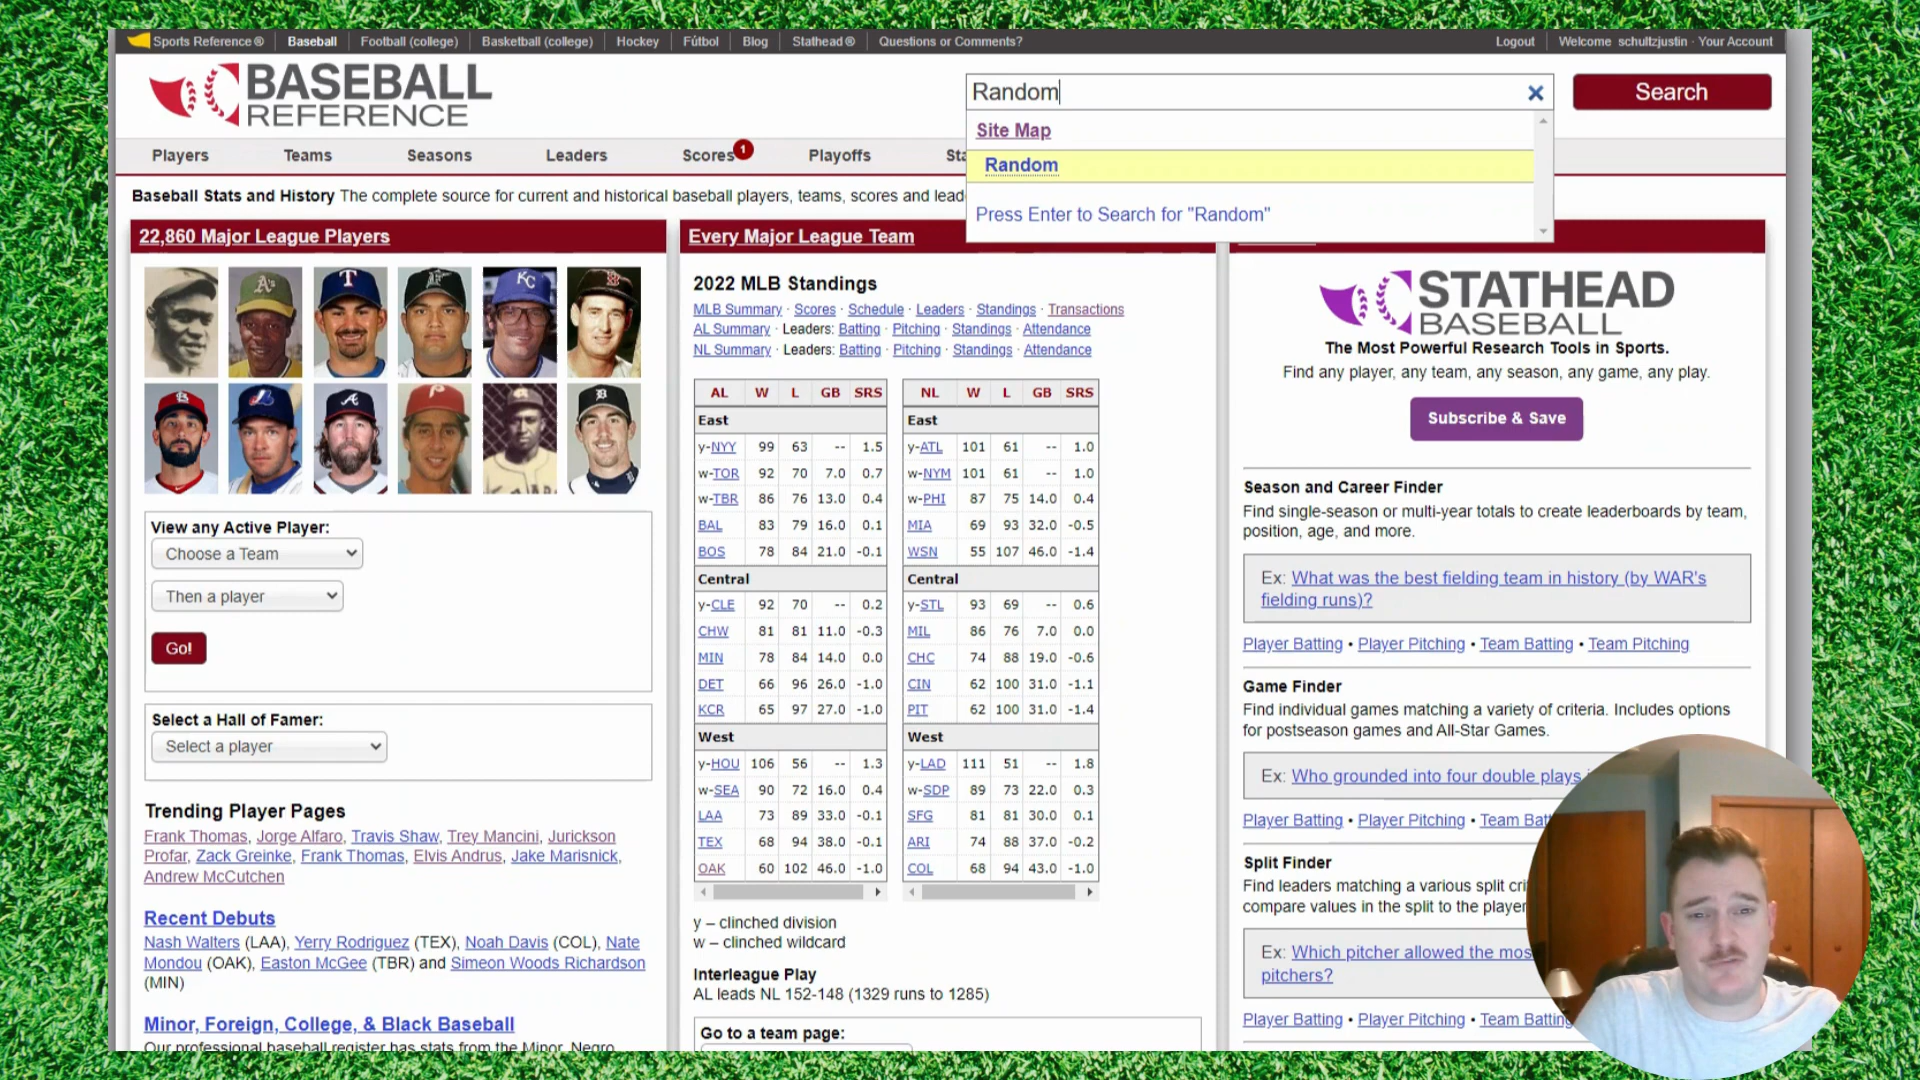 Sports Reference ® Baseball Football (college) Basketball (college) Hockey Fútbol Blog Stathead ® Questions or Comments? Logout Welcome schultzjustin · Your Account
BASEBALL
REFERENCE
Random
Search
Site Map
Random
Press Enter to Search for "Random"
Players Teams Seasons Leaders Scores 1 Playoffs
Baseball Stats and History The complete source for current and historical baseball players, teams, scores and
22,860 Major League Players
View any Active Player:
Choose a Team
Then a player
Go!
Select a Hall of Famer:
Select a player
Trending Player Pages
Frank Thomas, Jorge Alfaro, Travis Shaw, Trey Mancini, Jurickson
Profar, Zack Greinke, Frank Thomas, Elvis Andrus, Jake Marisnick,
Andrew McCutchen
Recent Debuts
Nash Walters (LAA), Yerry Rodriguez (TEX), Noah Davis (COL), Nate
Mondou (OAK), Easton McGee (TBR) and Simeon Woods Richardson
(MIN)
Minor, Foreign, College, & Black Baseball
Our professional baseball register has stats from the Minor, Negro,
Every Major League Team
2022 MLB Standings
MLB Summary · Scores · Schedule · Leaders · Standings · Transactions
AL Summary · Leaders: Batting · Pitching · Standings · Attendance
NL Summary · Leaders: Batting · Pitching · Standings · Attendance
AL W L GB SRS
East
y-NYY 99 63 -- 1.5
w-TOR 92 70 7.0 0.7
w-TBR 86 76 13.0 0.4
BAL 83 79 16.0 0.1
BOS 78 84 21.0 -0.1
Central
y-CLE 92 70 -- 0.2
CHW 81 81 11.0 -0.3
MIN 78 84 14.0 0.0
DET 66 96 26.0 -1.0
KCR 65 97 27.0 -1.0
West
y-HOU 106 56 -- 1.3
w-SEA 90 72 16.0 0.4
LAA 73 89 33.0 -0.1
TEX 68 94 38.0 -0.1
OAK 60 102 46.0 -1.0
NL W L GB SRS
East
y-ATL 101 61 -- 1.0
w-NYM 101 61 -- 1.0
w-PHI 87 75 14.0 0.4
MIA 69 93 32.0 -0.5
WSN 55 107 46.0 -1.4
Central
y-STL 93 69 -- 0.6
MIL 86 76 7.0 0.0
CHC 74 88 19.0 -0.6
CIN 62 100 31.0 -1.1
PIT 62 100 31.0 -1.4
West
y-LAD 111 51 -- 1.8
w-SDP 89 73 22.0 0.3
SFG 81 81 30.0 0.1
ARI 74 88 37.0 -0.2
COL 68 94 43.0 -1.0
y – clinched division
w – clinched wildcard
Interleague Play
AL leads NL 152-148 (1329 runs to 1285)
Go to a team page:
STATHEAD
BASEBALL
The Most Powerful Research Tools in Sports.
Find any player, any team, any season, any game, any play.
Subscribe & Save
Season and Career Finder
Find single-season or multi-year totals to create leaderboards by team,
position, age, and more.
Ex: What was the best fielding team in history (by WAR's
fielding runs)?
Player Batting • Player Pitching • Team Batting • Team Pitching
Game Finder
Find individual games matching a variety of criteria. Includes options
for postseason games and All-Star Games.
Ex: Who grounded into four double plays
Player Batting • Player Pitching • Team
Split Finder
Find leaders matching a various split
compare values in the split to the player
Ex: Which pitcher allowed the
pitchers?
Player Batting • Player Pitching • Team Batting